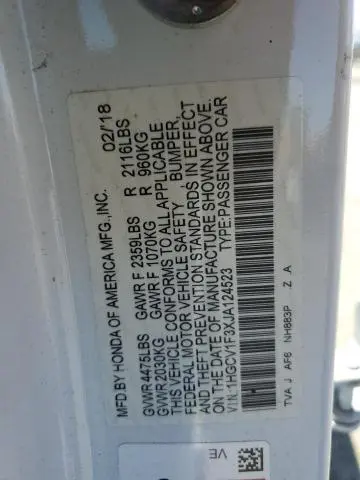 MFD BY HONDA OF AMERICA MFG.,INC. 02/18
GVWR 4475LBS GAWR F 2359LBS R 2116LBS
GVWR 2030KG GAWR F 1070KG R 960KG
THIS VEHICLE CONFORMS TO ALL APPLICABLE
FEDERAL MOTOR VEHICLE SAFETY, BUMPER,
AND THEFT PREVENTION STANDARDS IN EFFECT
ON THE DATE OF MANUFACTURE SHOWN ABOVE.
V.I.N.:1HGCV1F3XJA124523 TYPE:PASSENGER CAR
TVA J AF6 NH883P Z A
VE